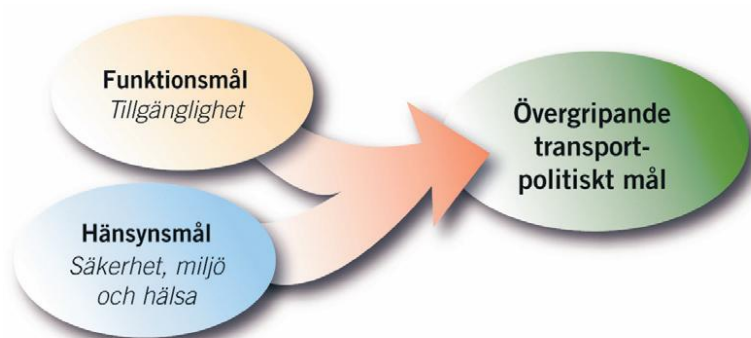 Funktionsmål
Tillgänglighet
Hänsynsmål
Säkerhet, miljö
och hälsa
Övergripande
transport-
politiskt mål